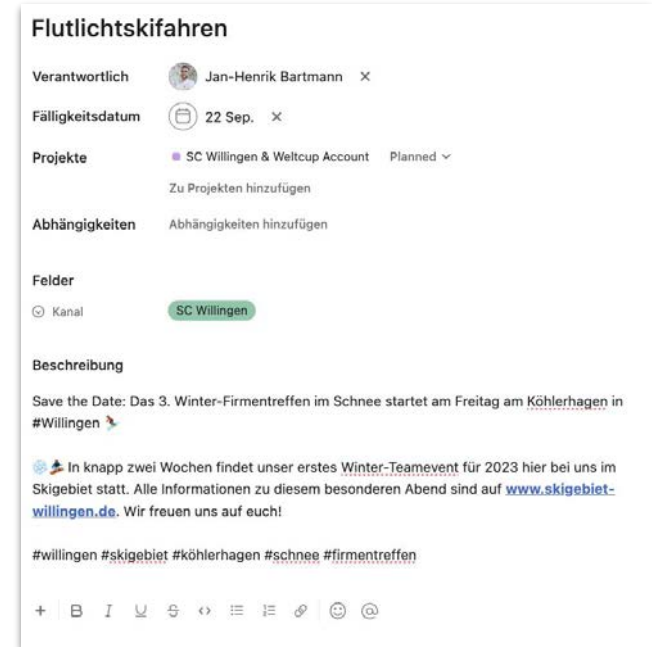 Flutlichtskifahren
Verantwortlich Jan-Henrik Bartmann ×
Fälligkeitsdatum 22 Sep. ×
Projekte SC Willingen & Weltcup Account Planned
Zu Projekten hinzufügen
Abhängigkeiten Abhängigkeiten hinzufügen
Felder
Kanal SC Willingen
Beschreibung
Save the Date: Das 3. Winter-Firmentreffen im Schnee startet am Freitag am Köhlerhagen in
#Willingen ⛷️
❄️🏂 In knapp zwei Wochen findet unser erstes Winter-Teamevent für 2023 hier bei uns im
Skigebiet statt. Alle Informationen zu diesem besonderen Abend sind auf www.skigebiet-
willingen.de. Wir freuen uns auf euch!
#willingen #skigebiet #köhlerhagen #schnee #firmentreffen
+ B I U S <> @